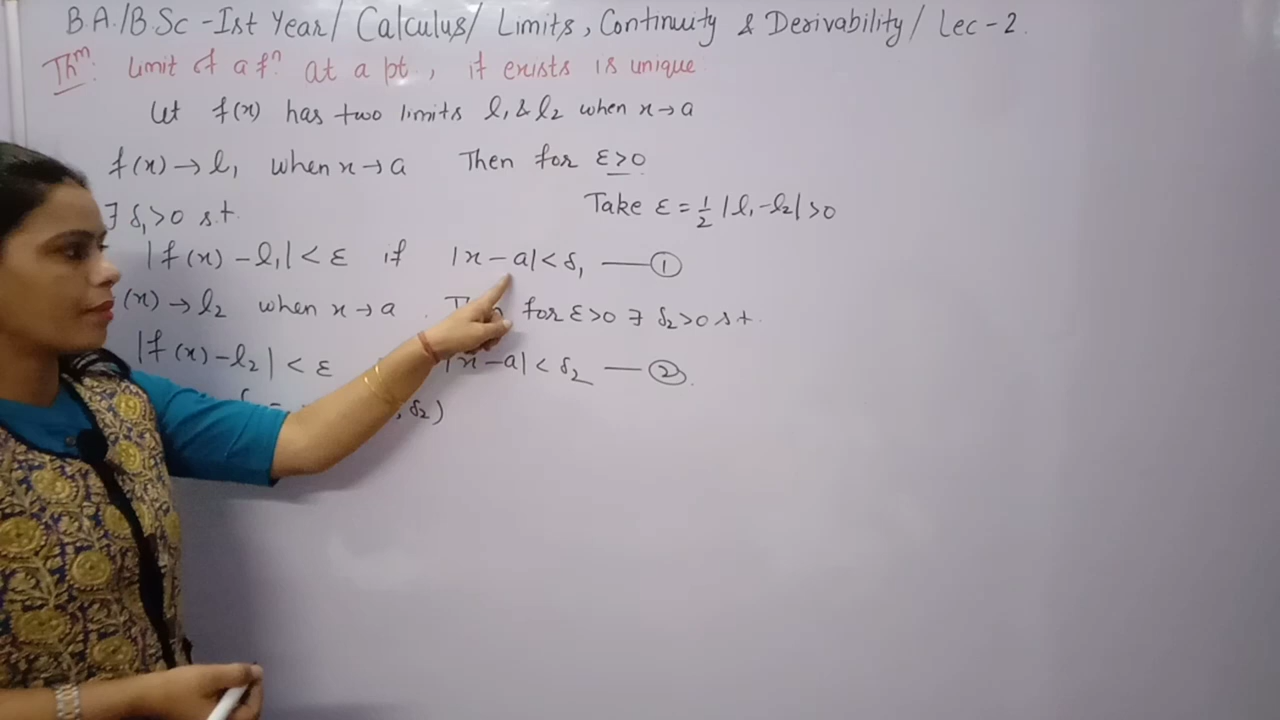 B.A./B.Sc - Ist Year/ Calculus/ Limits, Continuity & Derivability/ Lec - 2
Thᵐ: Limit of a fⁿ at a pt, if exists is unique
Let f(x) has two limits l₁ & l₂ when x→a
f(x) → l₁ when x→a Then for ε>0
Take ε = 1/2 |l₁-l₂| >0
∃ δ₁>0 s.t.
|f(x) - l₁| < ε if |x-a| < δ₁ —— ①
(x) → l₂ when x→a. for ε>0 ∃ δ₂>0 s.t.
|f(x)-l₂| < ε |x-a| < δ₂ —— ②.
, δ₂)